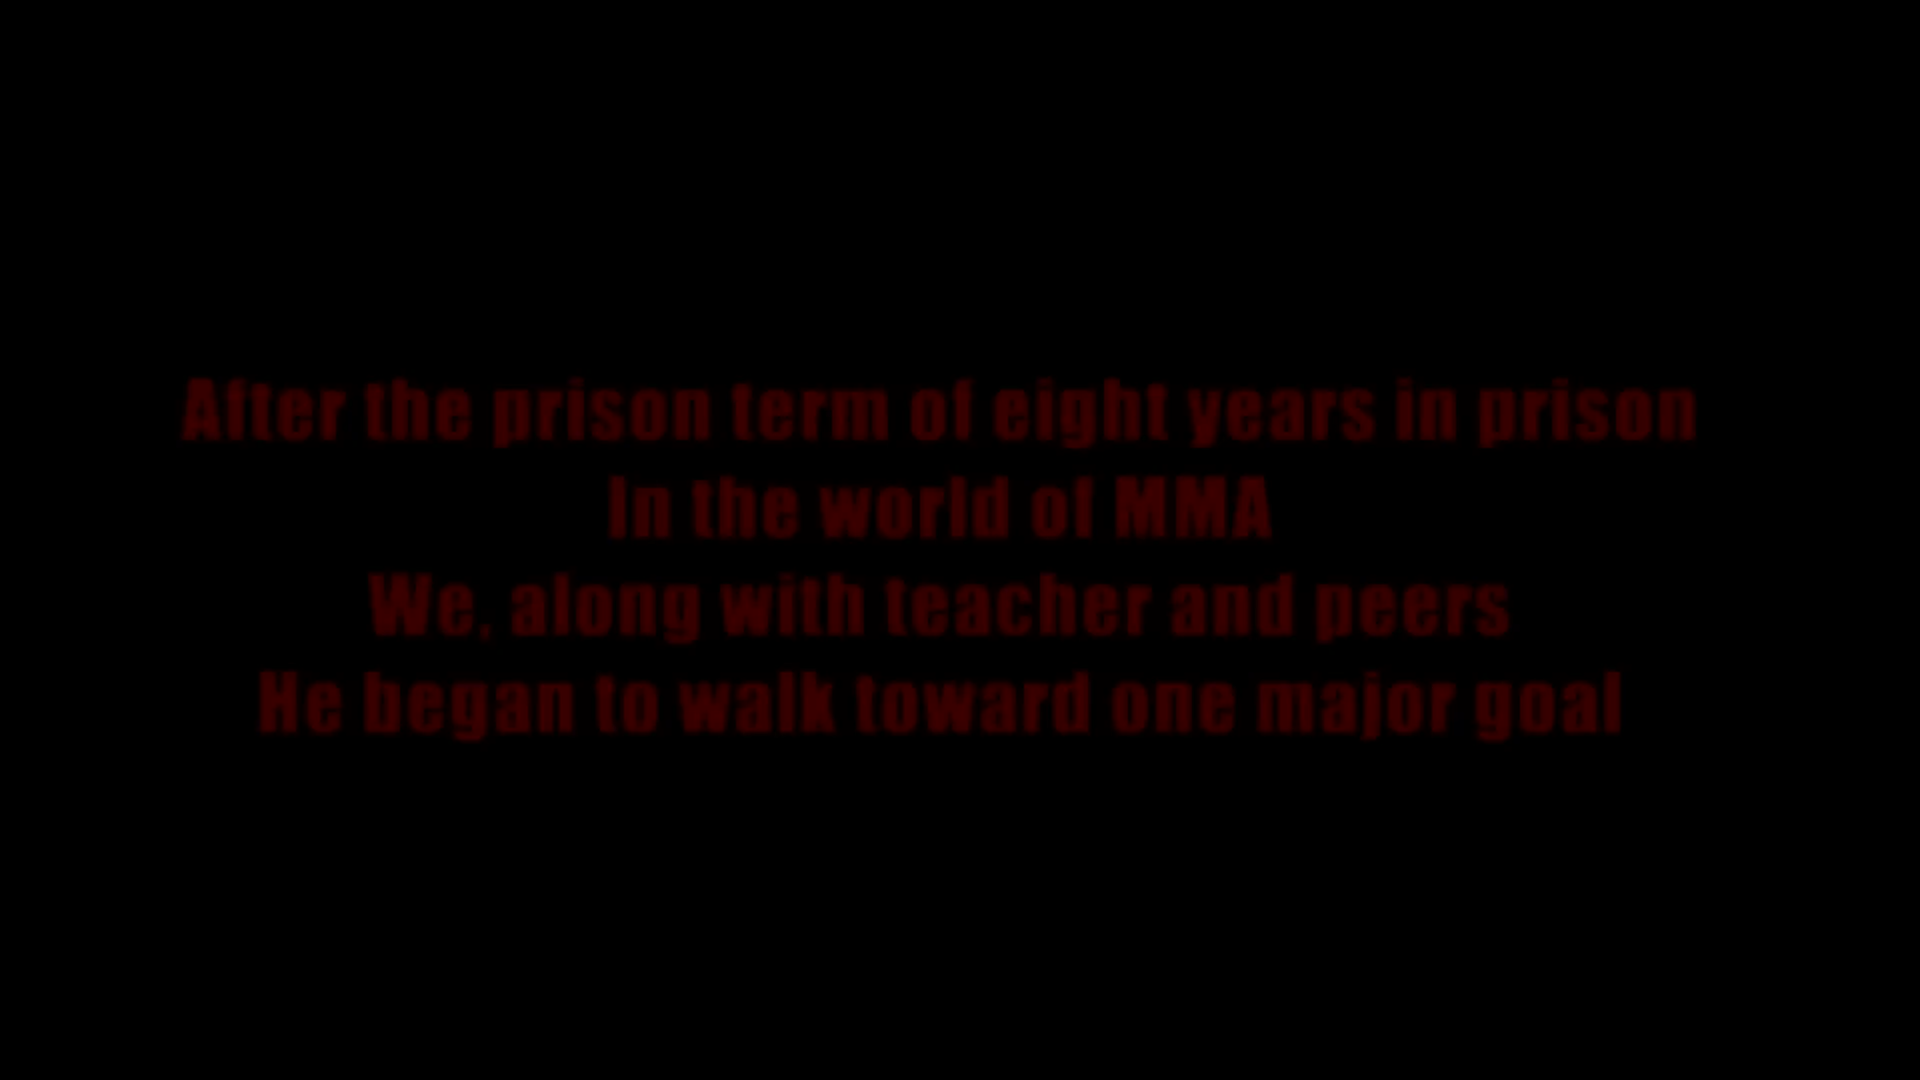 After the prison term of eight years in prison
In the world of MMA
We, along with teacher and peers
He began to walk toward one major goal